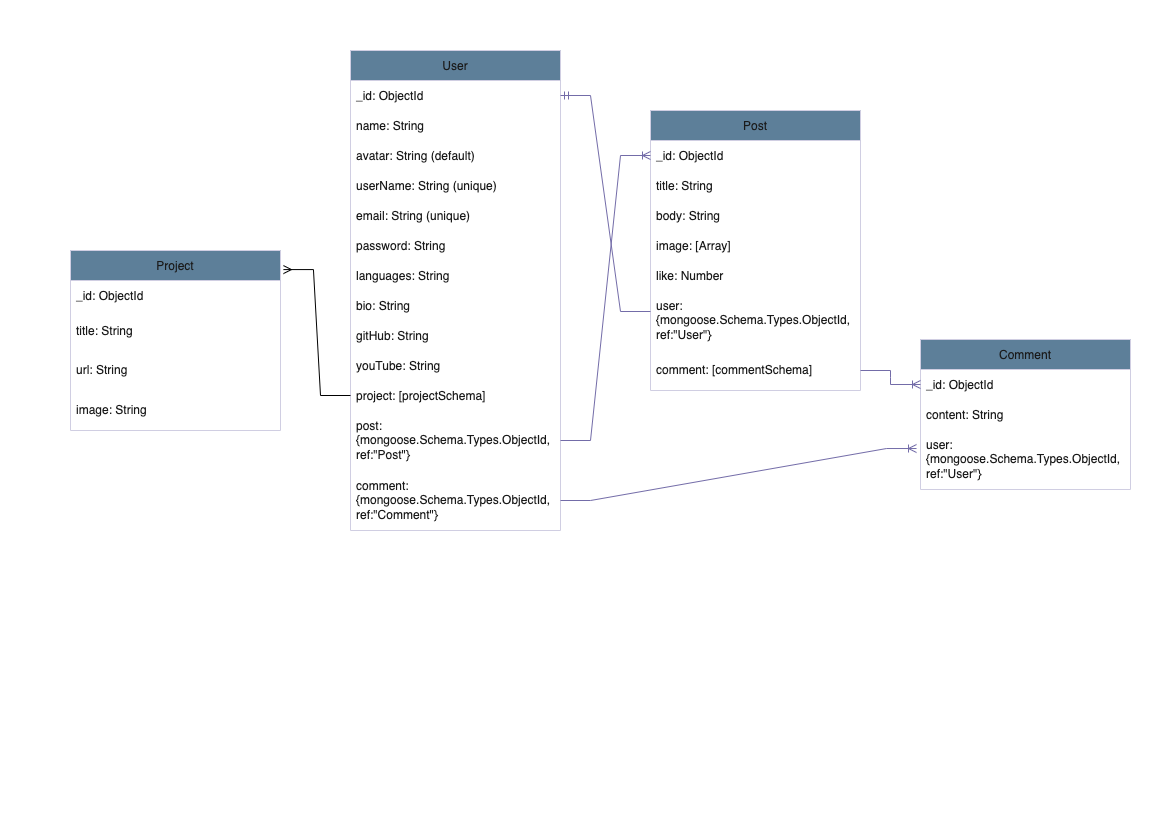 User
_id: ObjectId
name: String
avatar: String (default)
userName: String (unique)
email: String (unique)
password: String
languages: String
bio: String
gitHub: String
youTube: String
project: [projectSchema]
post:
{mongoose.Schema.Types.ObjectId,
ref:"Post"}
comment:
{mongoose.Schema.Types.ObjectId,
ref:"Comment"}
Post
_id: ObjectId
title: String
body: String
image: [Array]
like: Number
user:
{mongoose.Schema.Types.ObjectId,
ref:"User"}
comment: [commentSchema]
Project
_id: ObjectId
title: String
url: String
image: String
Comment
_id: ObjectId
content: String
user:
{mongoose.Schema.Types.ObjectId,
ref:"User"}